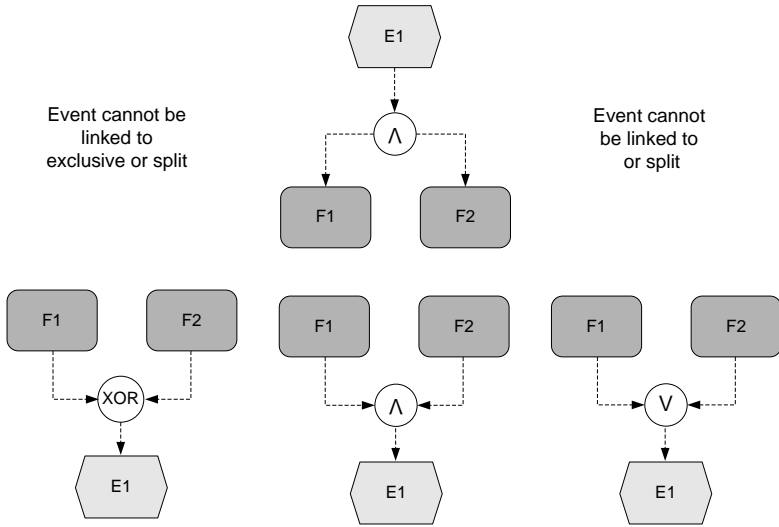 E1
Event cannot be
linked to
exclusive or split
Λ
Event cannot
be linked to
or split
F1
F2
F1
F2
F1
F2
F1
F2
XOR
Λ
V
E1
E1
E1